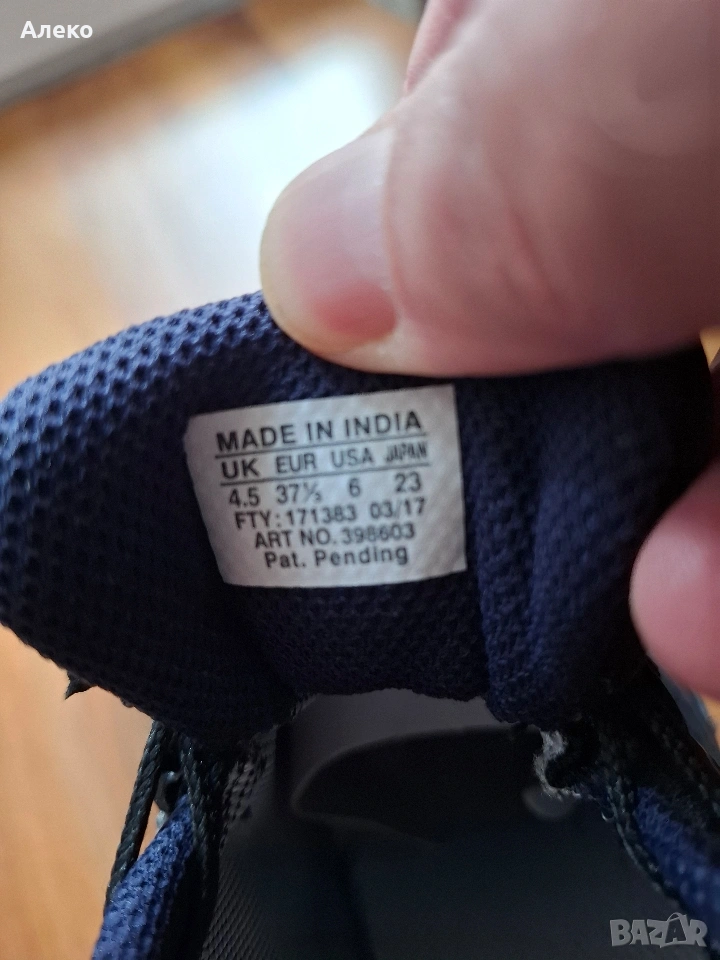 Алеко
MADE IN INDIA
UK EUR USA JAPAN
4.5 37⅓ 6 23
FTY: 171383 03/17
ART NO. 398603
Pat. Pending
BAZAR